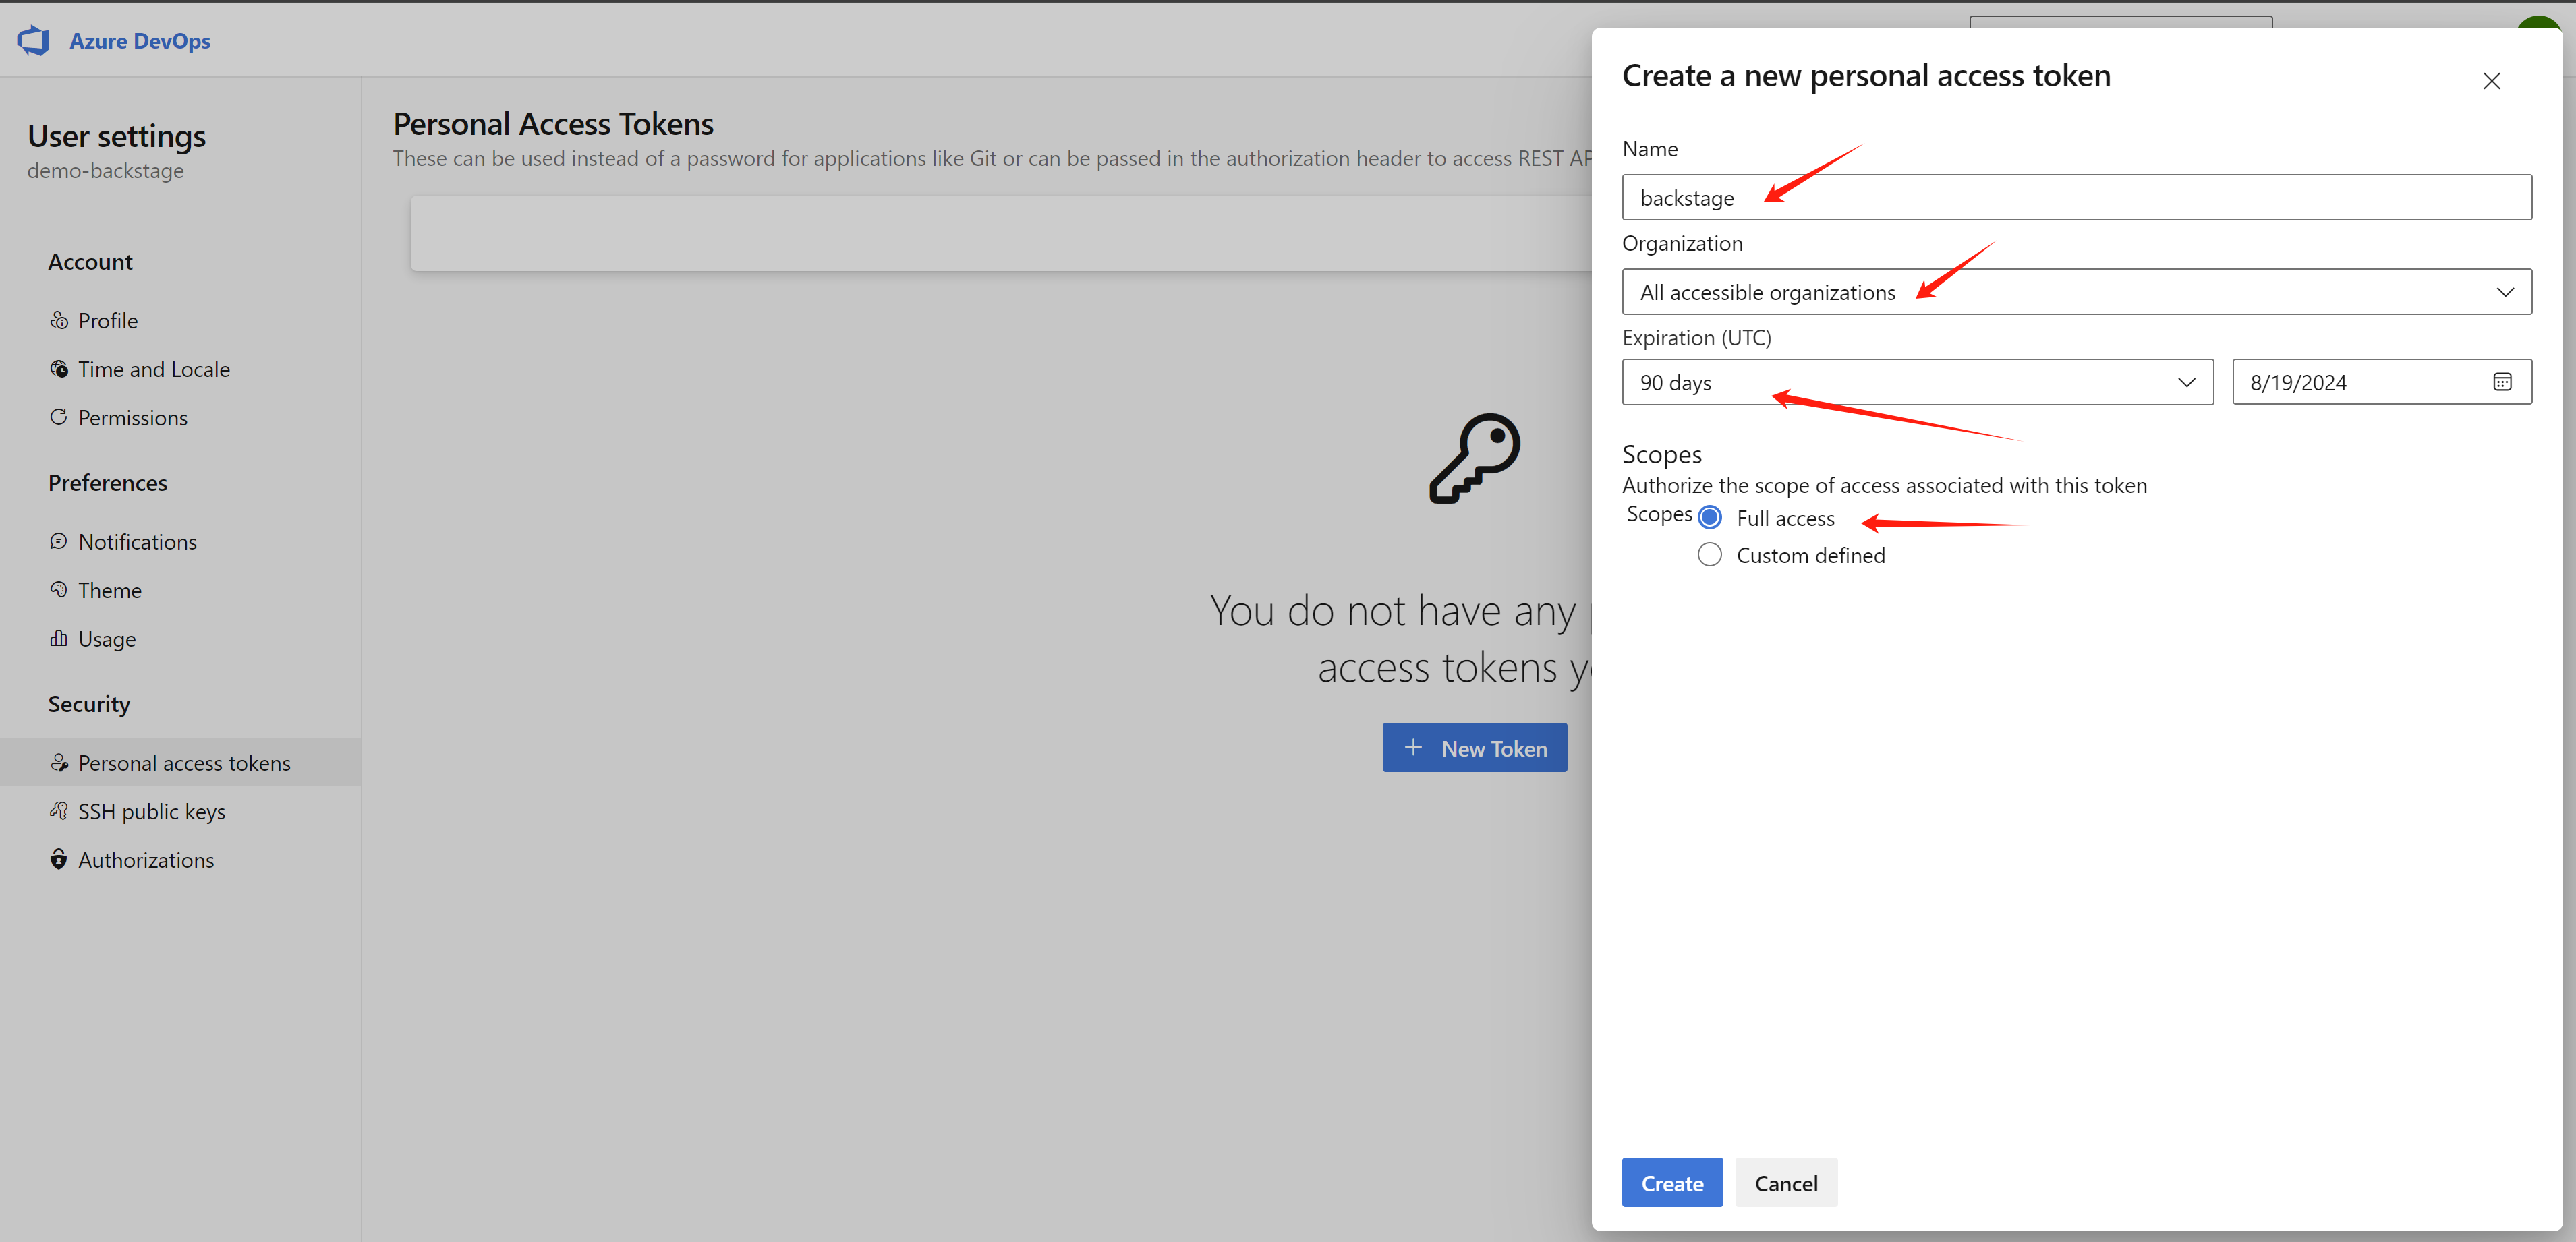 Azure DevOps
User settings
demo-backstage
Account
Profile
Time and Locale
Permissions
Preferences
Notifications
Theme
Usage
Security
Personal access tokens
SSH public keys
Authorizations
Personal Access Tokens
These can be used instead of a password for applications like Git or can be passed in the authorization header to access REST AP
You do not have any
access tokens
New Token
Create a new personal access token
Name
backstage
Organization
All accessible organizations
Expiration (UTC)
90 days
8/19/2024
Scopes
Authorize the scope of access associated with this token
Scopes
Full access
Custom defined
Create
Cancel